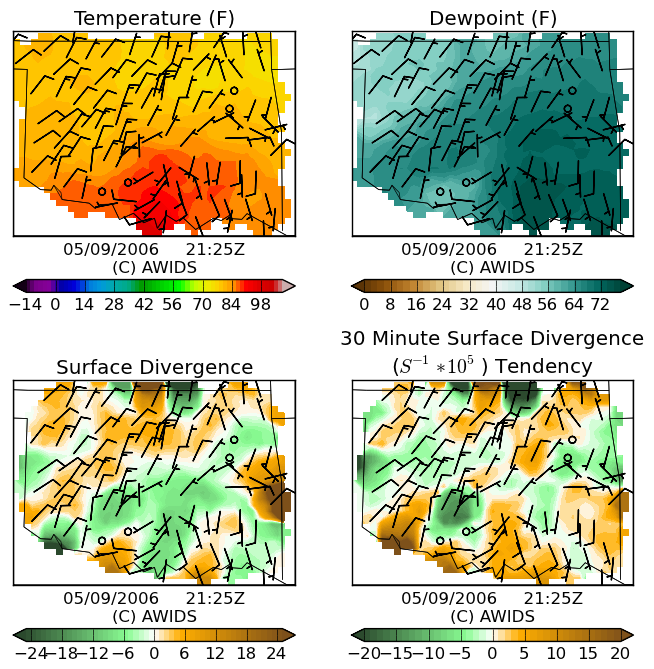 Temperature (F)
Dewpoint (F)
05/09/2006 21:25Z
(C) AWIDS
05/09/2006 21:25Z
(C) AWIDS
−14 0 14 28 42 56 70 84 98
0 8 16 24 32 40 48 56 64 72
Surface Divergence
30 Minute Surface Divergence
(S⁻¹ *10⁵ ) Tendency
05/09/2006 21:25Z
(C) AWIDS
05/09/2006 21:25Z
(C) AWIDS
−24 −18 −12 −6 0 6 12 18 24
−20 −15 −10 −5 0 5 10 15 20